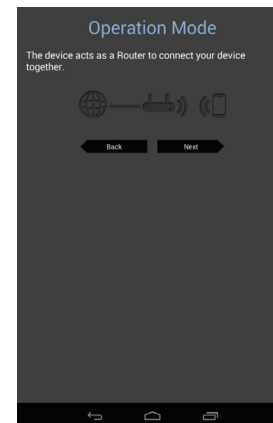 Operation Mode
The device acts as a Router to connect your device
together.
Back
Next